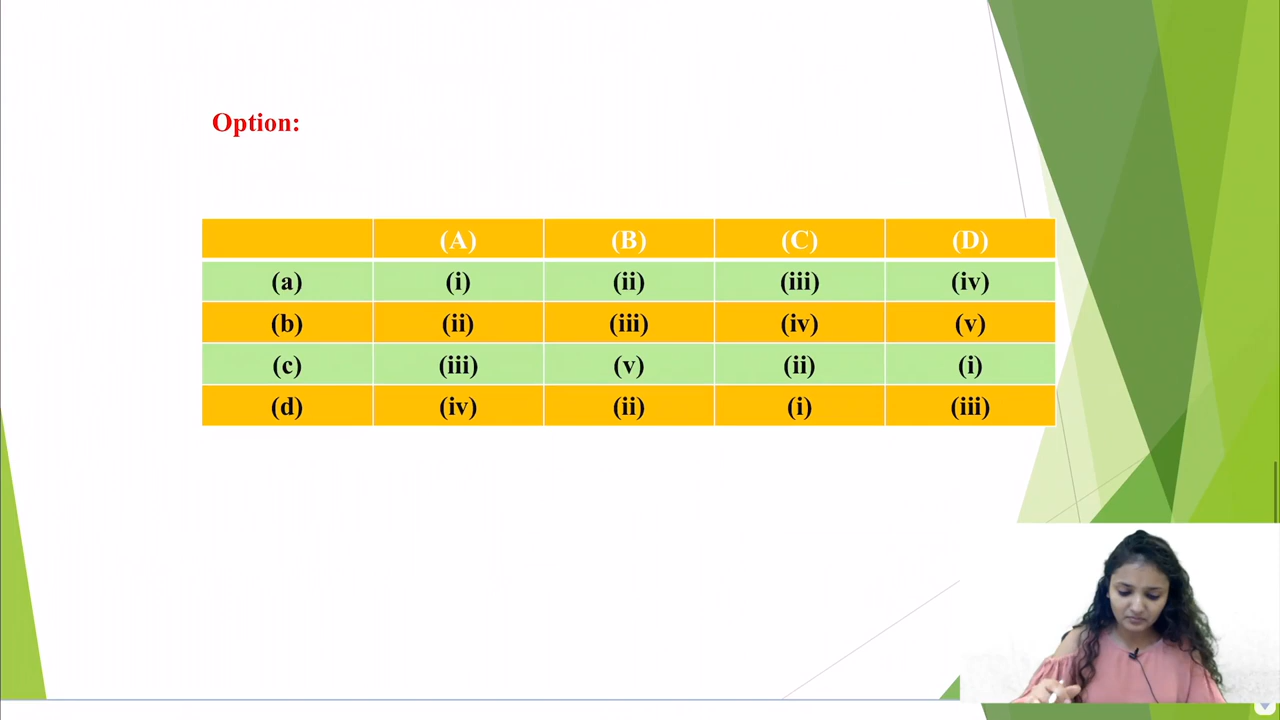 Option:
(A) (B) (C) (D)
(a) (i) (ii) (iii) (iv)
(b) (ii) (iii) (iv) (v)
(c) (iii) (v) (ii) (i)
(d) (iv) (ii) (i) (iii)